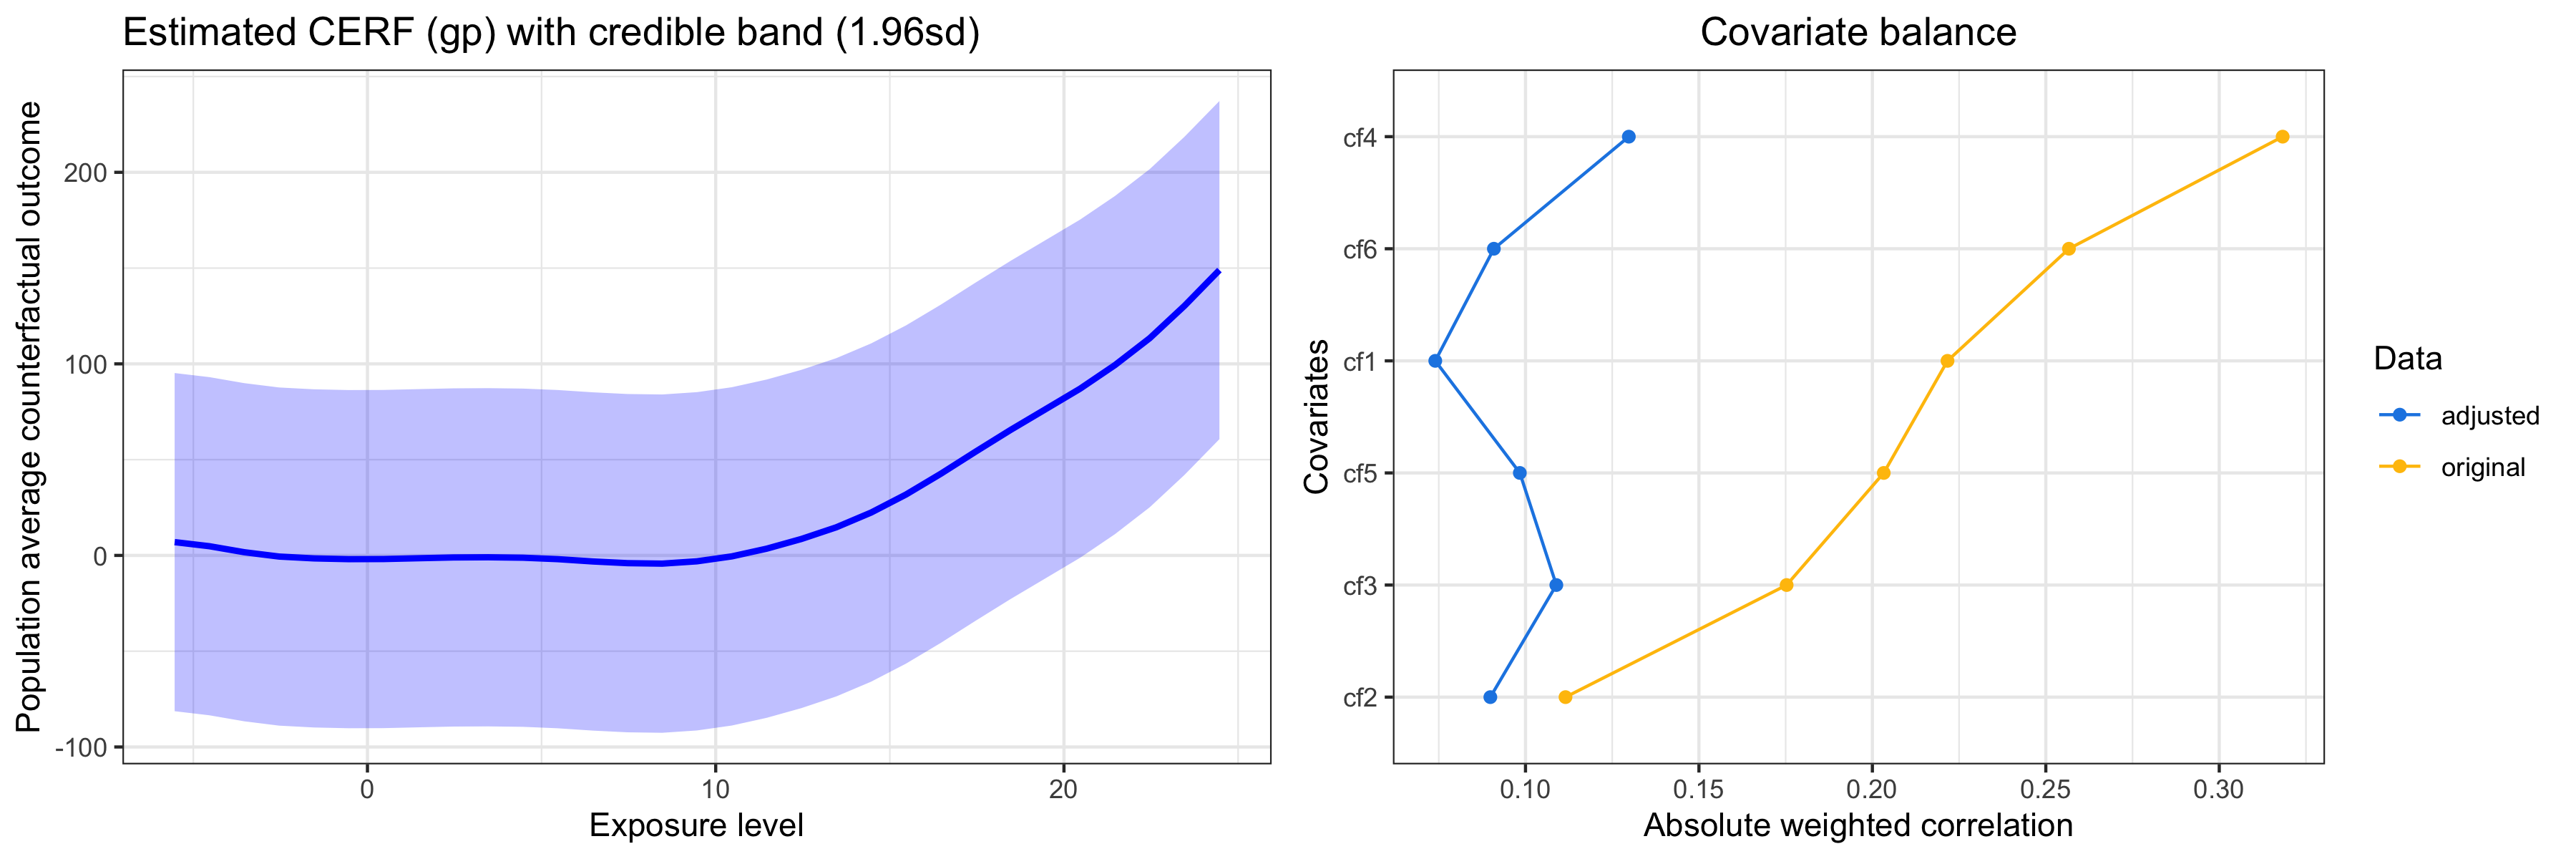 Estimated CERF (gp) with credible band (1.96sd)
Population average counterfactual outcome
200
100
0
-100
0
10
20
Exposure level
Covariate balance
Covariates
cf4
cf6
cf1
cf5
cf3
cf2
0.10
0.15
0.20
0.25
0.30
Absolute weighted correlation
Data
adjusted
original